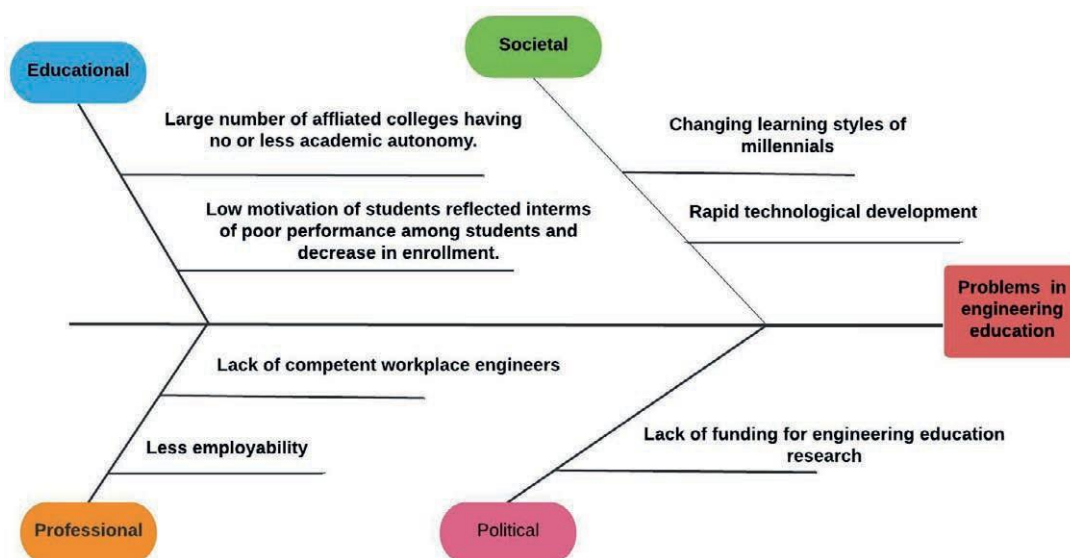 Educational
Large number of affliated colleges having
no or less academic autonomy.
Low motivation of students reflected interms
of poor performance among students and
decrease in enrollment.
Societal
Changing learning styles of
millennials
Rapid technological development
Problems in
engineering
education
Lack of competent workplace engineers
Less employability
Professional
Lack of funding for engineering education
research
Political